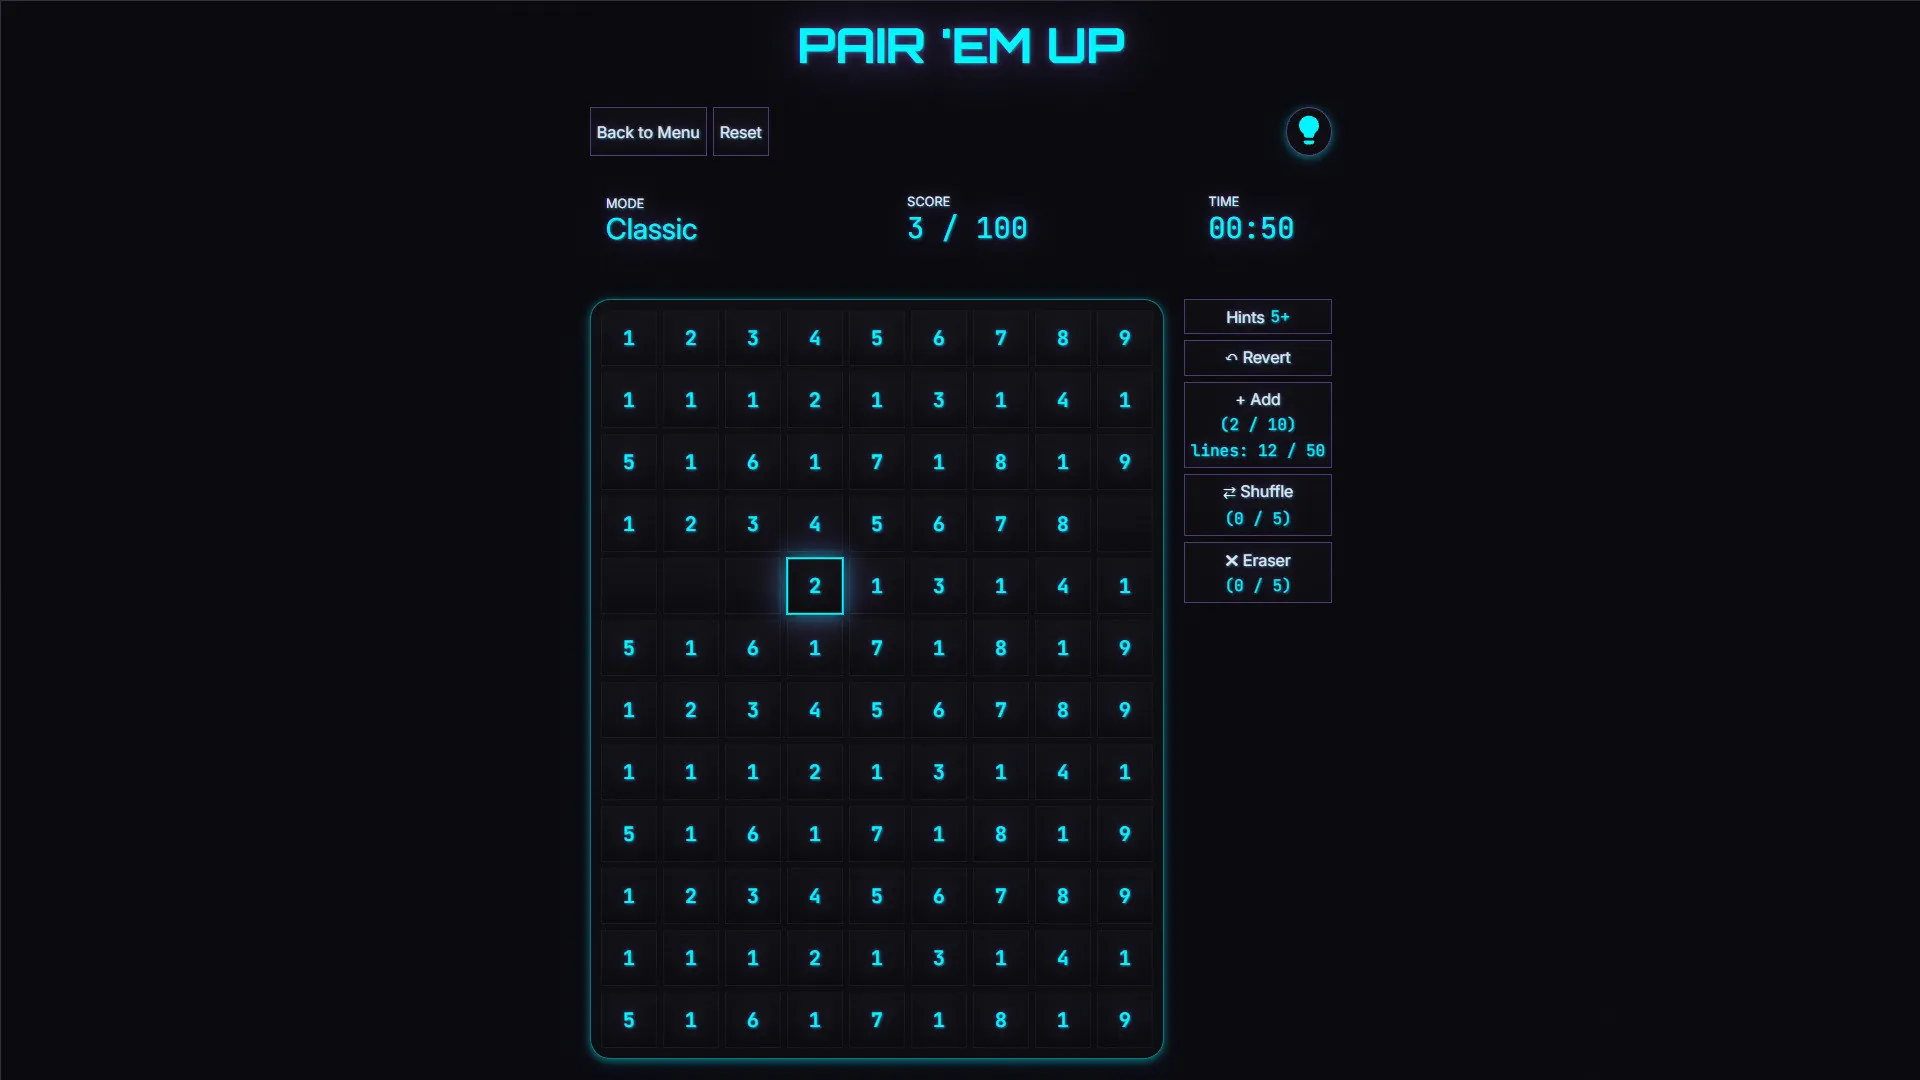 PAIR 'EM UP
Back to Menu Reset
MODE SCORE TIME
Classic 3 / 100 00:50
1 2 3 4 5 6 7 8 9
1 1 1 2 1 3 1 4 1
5 1 6 1 7 1 8 1 9
1 2 3 4 5 6 7 8
2 1 3 1 4 1
5 1 6 1 7 1 8 1 9
1 2 3 4 5 6 7 8 9
1 1 1 2 1 3 1 4 1
5 1 6 1 7 1 8 1 9
1 2 3 4 5 6 7 8 9
1 1 1 2 1 3 1 4 1
5 1 6 1 7 1 8 1 9
Hints 5+
Revert
+ Add
(2 / 10)
lines: 12 / 50
Shuffle
(0 / 5)
Eraser
(0 / 5)